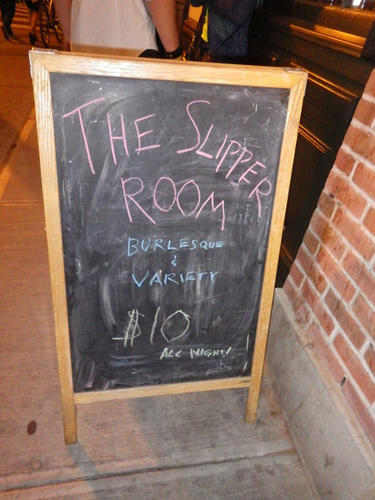 THE SLIPPER
ROOM
BURLESQUE
&
VARIETY
$10
ALL NIGHT!